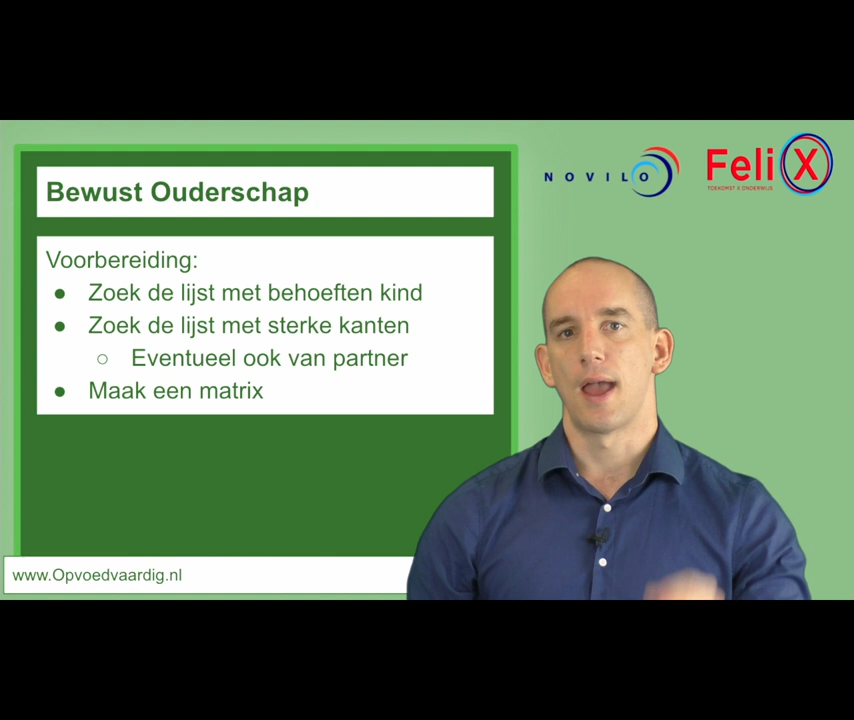 Bewust Ouderschap
NOVILO
FeliX
TOEKOMST X ONDERWIJS
Voorbereiding:
● Zoek de lijst met behoeften kind
● Zoek de lijst met sterke kanten
○ Eventueel ook van partner
● Maak een matrix
www.Opvoedvaardig.nl